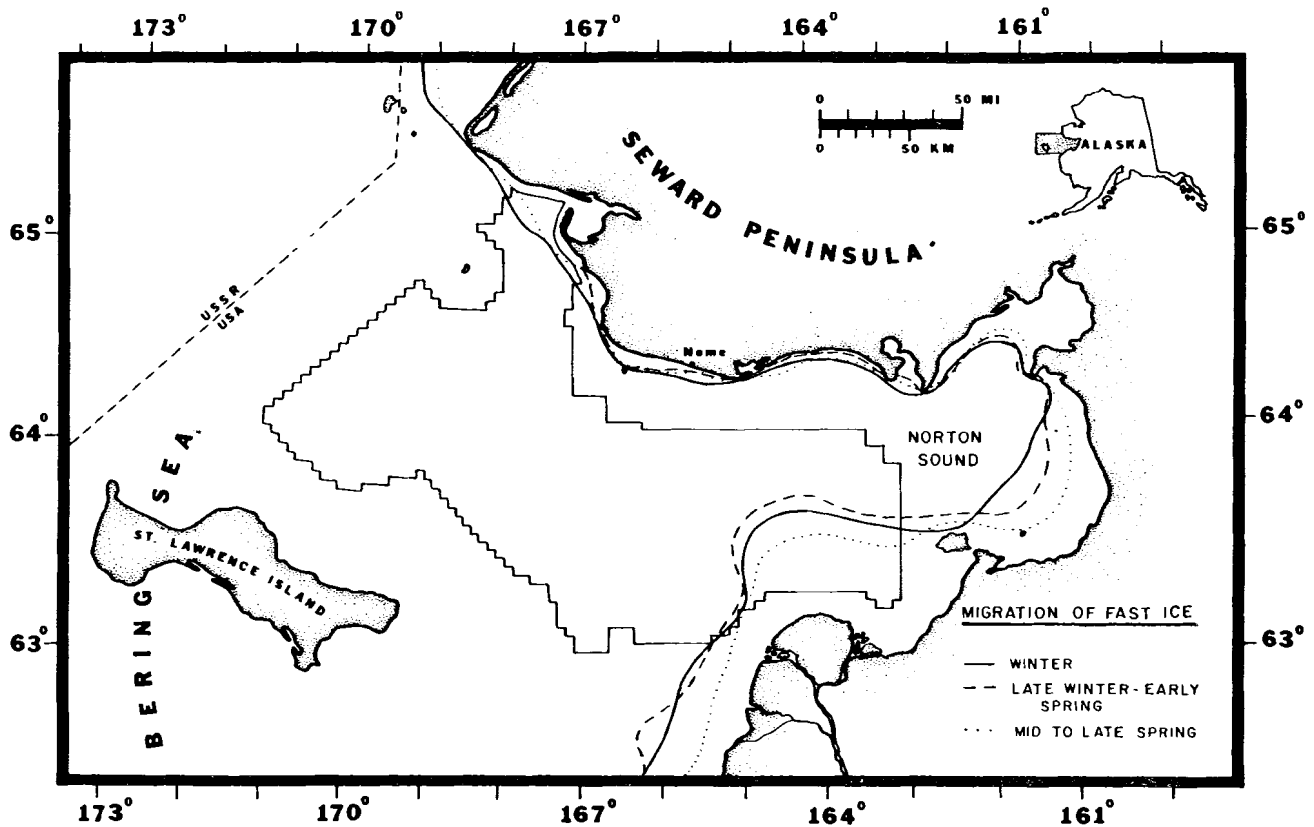 173° 170° 167° 164° 161°
0 50 MI
0 50 KM
ALASKA
SEWARD PENINSULA
65° 65°
USSR
USA
Nome
64° 64°
NORTON
SOUND
BERING SEA
ST. LAWRENCE ISLAND
63° 63°
MIGRATION OF FAST ICE
WINTER
LATE WINTER-EARLY
SPRING
MID TO LATE SPRING
173° 170° 167° 164° 161°